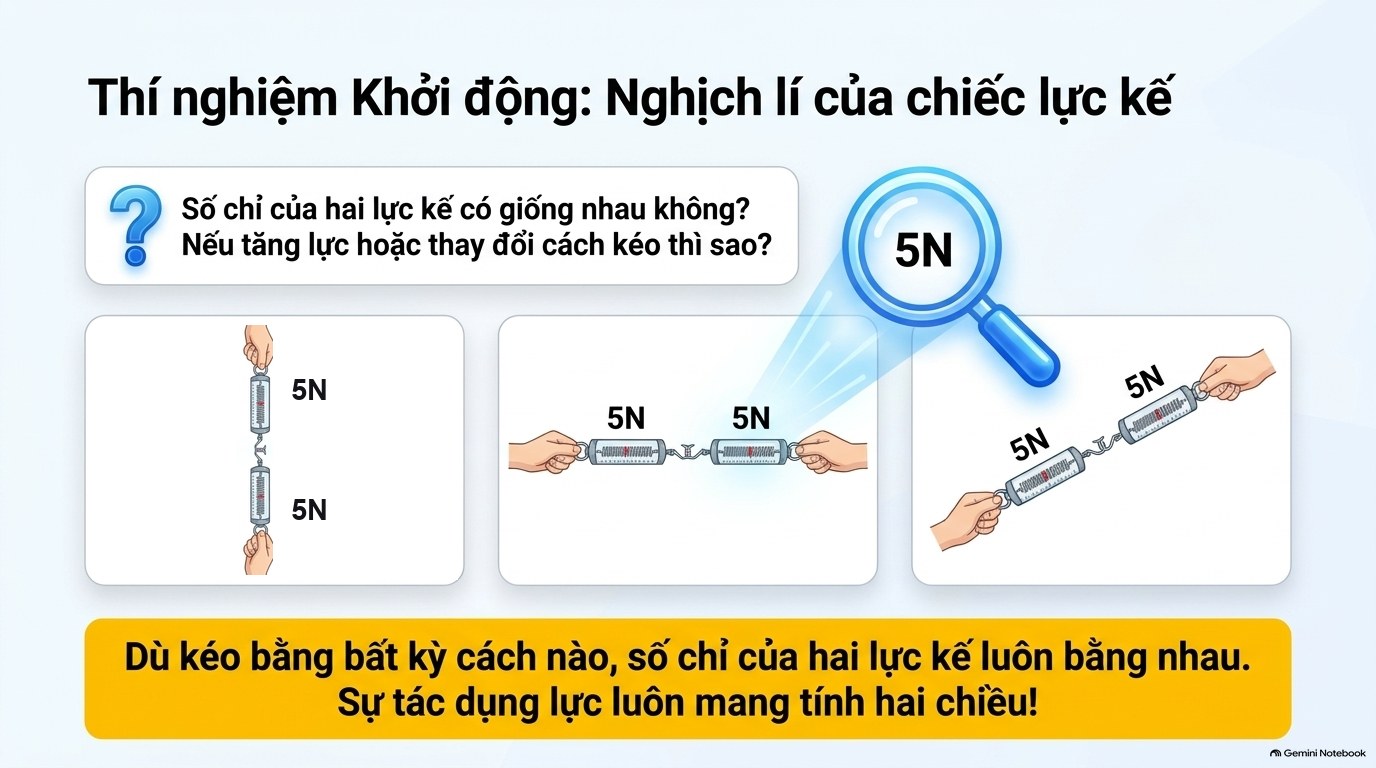 Thí nghiệm Khởi động: Nghịch lí của chiếc lực kế
Số chỉ của hai lực kế có giống nhau không?
Nếu tăng lực hoặc thay đổi cách kéo thì sao?
5N
5N
5N
5N
5N
5N
5N
Dù kéo bằng bất kỳ cách nào, số chỉ của hai lực kế luôn bằng nhau.
Sự tác dụng lực luôn mang tính hai chiều!
Gemini Notebook